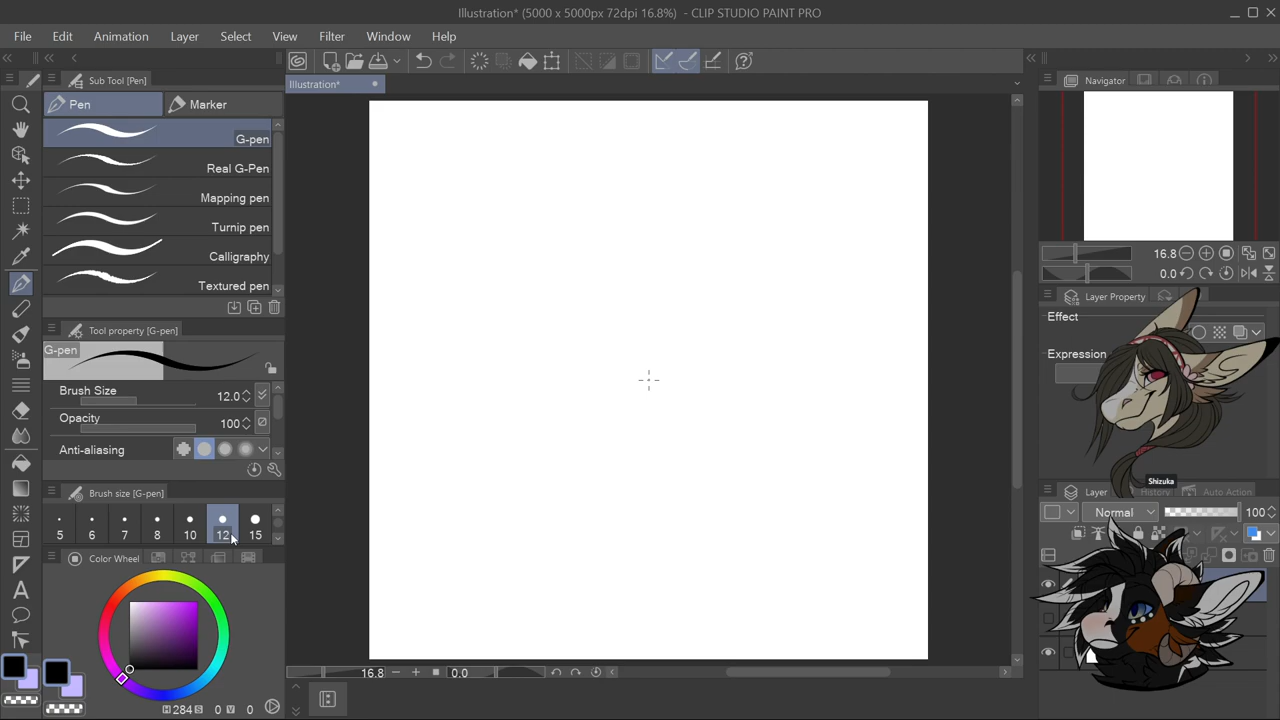 Illustration* (5000 x 5000px 72dpi 16.8%) - CLIP STUDIO PAINT PRO
File Edit Animation Layer Select View Filter Window Help
Sub Tool [Pen]
Illustration*
Navigator
Pen Marker
G-pen
Real G-Pen
Mapping pen
Turnip pen
Calligraphy
Textured pen
16.8
0.0
Layer Property
Effect
Expression
Tool property [G-pen]
G-pen
Brush Size 12.0
Opacity 100
Anti-aliasing
Shizuka
Brush size [G-pen]
5 6 7 8 10 12 15
Layer History Auto Action
Normal 100
Color Wheel
16.8 0.0
H 284 S 0 V 0